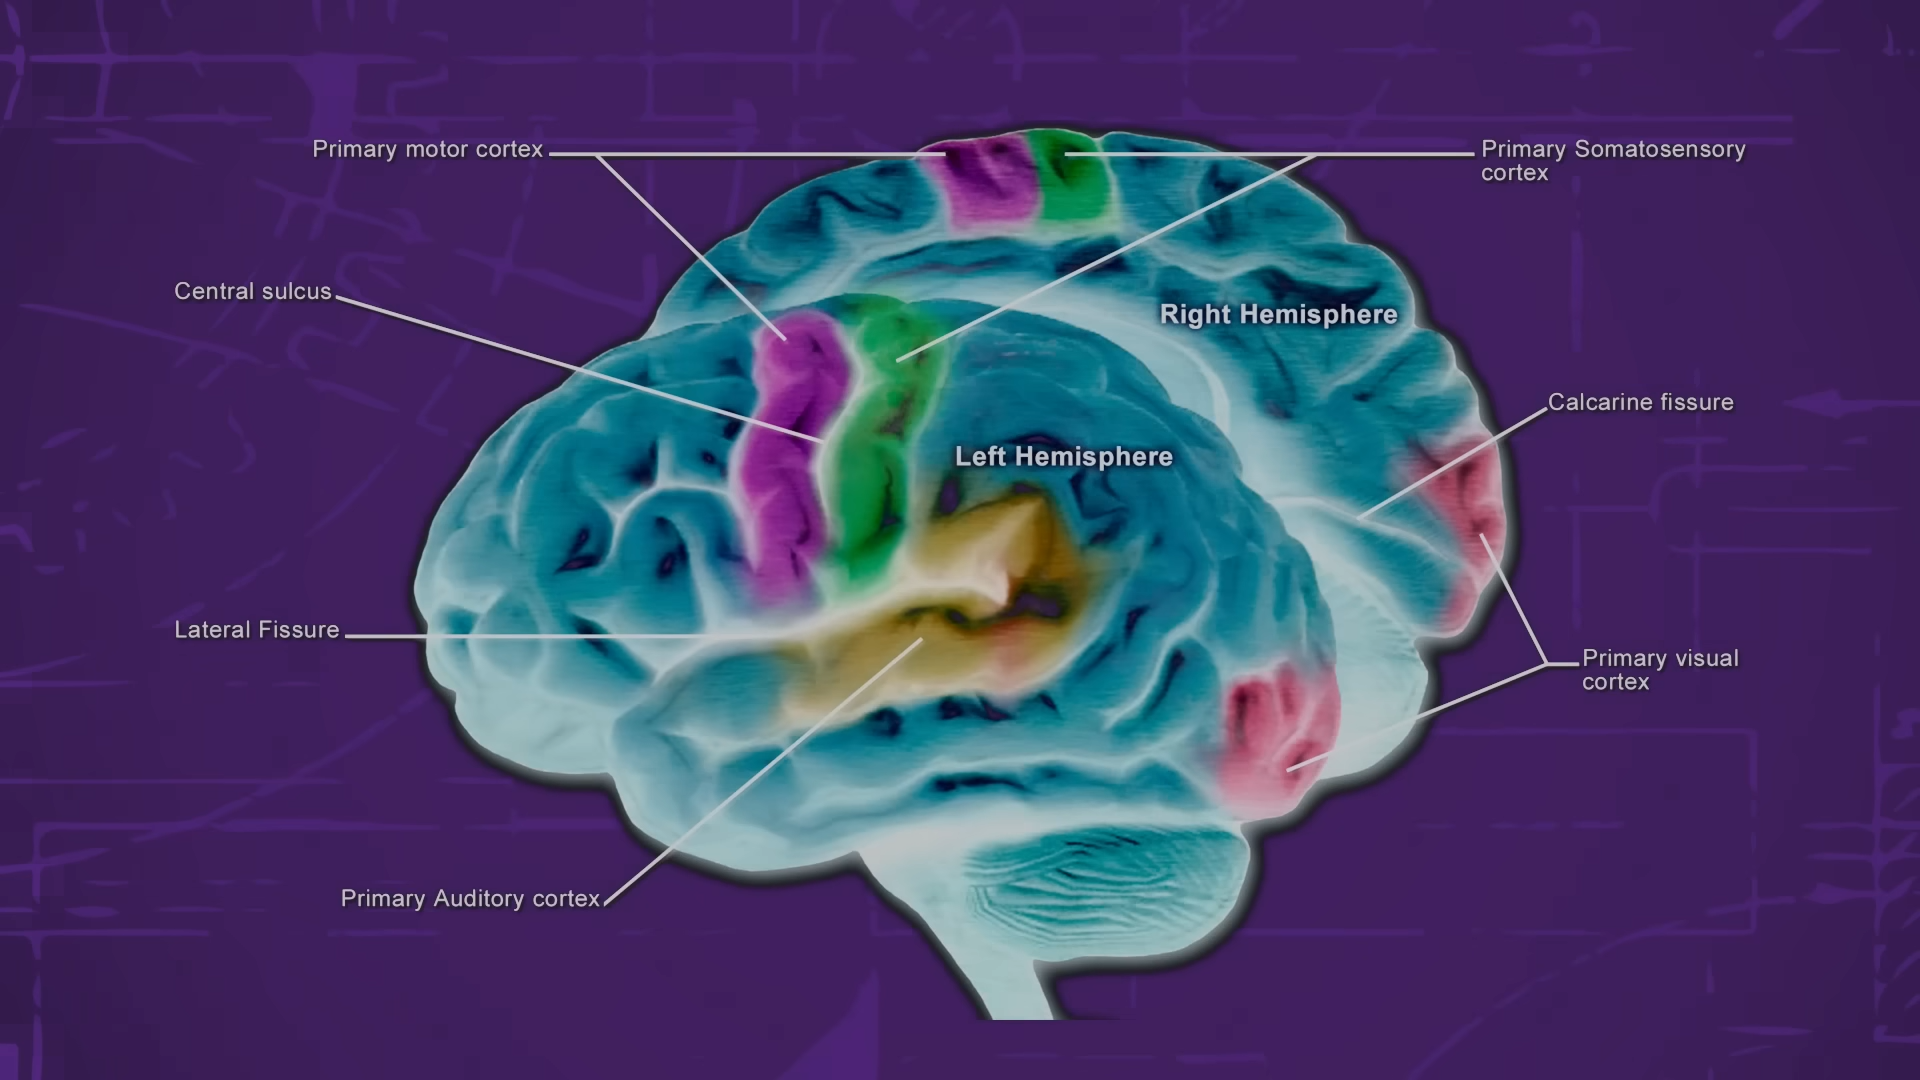 Primary motor cortex
Primary Somatosensory
cortex
Central sulcus
Right Hemisphere
Calcarine fissure
Left Hemisphere
Lateral Fissure
Primary visual
cortex
Primary Auditory cortex